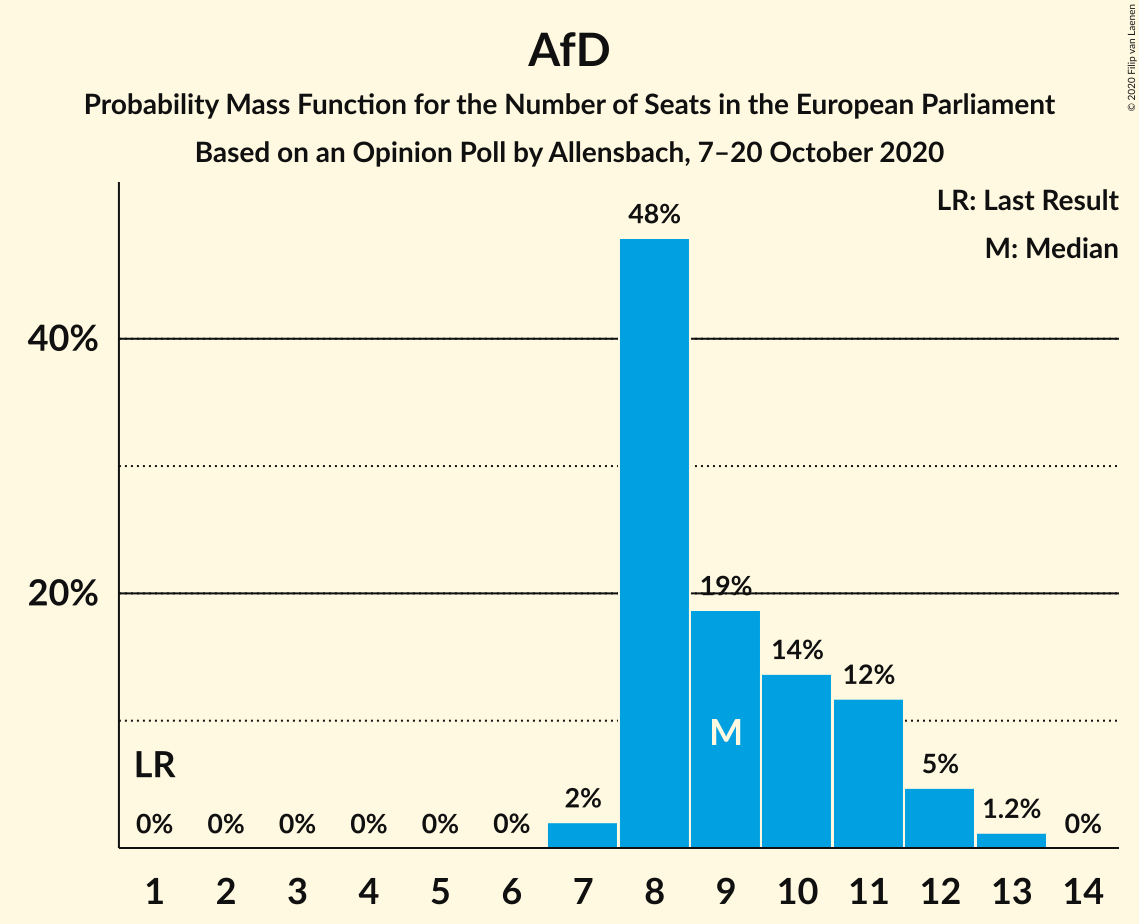 AfD
Probability Mass Function for the Number of Seats in the European Parliament
Based on an Opinion Poll by Allensbach, 7–20 October 2020
© 2020 Filip van Laenen
LR: Last Result
M: Median
48%
40%
20%
19%
14%
12%
M
LR
5%
2%
1.2%
0% 0% 0% 0% 0% 0% 0%
1 2 3 4 5 6 7 8 9 10 11 12 13 14